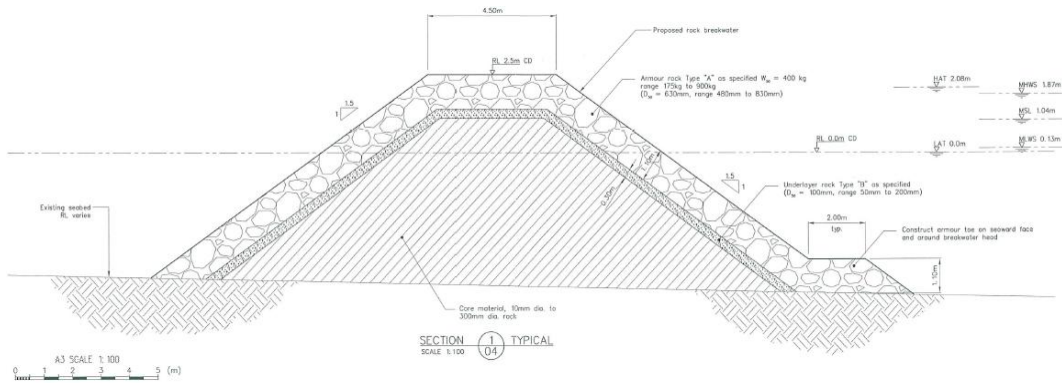 4.50m
Proposed rock breakwater
RL 2.5m CD
Armour rock Type "A" as specified W₅₀ = 400 kg
range 175kg to 900kg
(D₅₀ = 630mm, range 480mm to 830mm)
HAT 2.08m
MHWS 1.87m
1.5
1
MSL 1.04m
RL 0.0m CD
LAT 0.0m
MLWS 0.13m
0.30m
1.5
1
Underlayer rock Type "B" as specified
(D₅₀ = 100mm, range 50mm to 200mm)
Existing seabed
RL varies
2.00m
typ.
Construct armour toe on seaward face
and around breakwater head
1.10m
Core material, 10mm dia. to
300mm dia. rock
SECTION 1 TYPICAL
SCALE 1:100 04
A3 SCALE 1:100
0 1 2 3 4 5 (m)